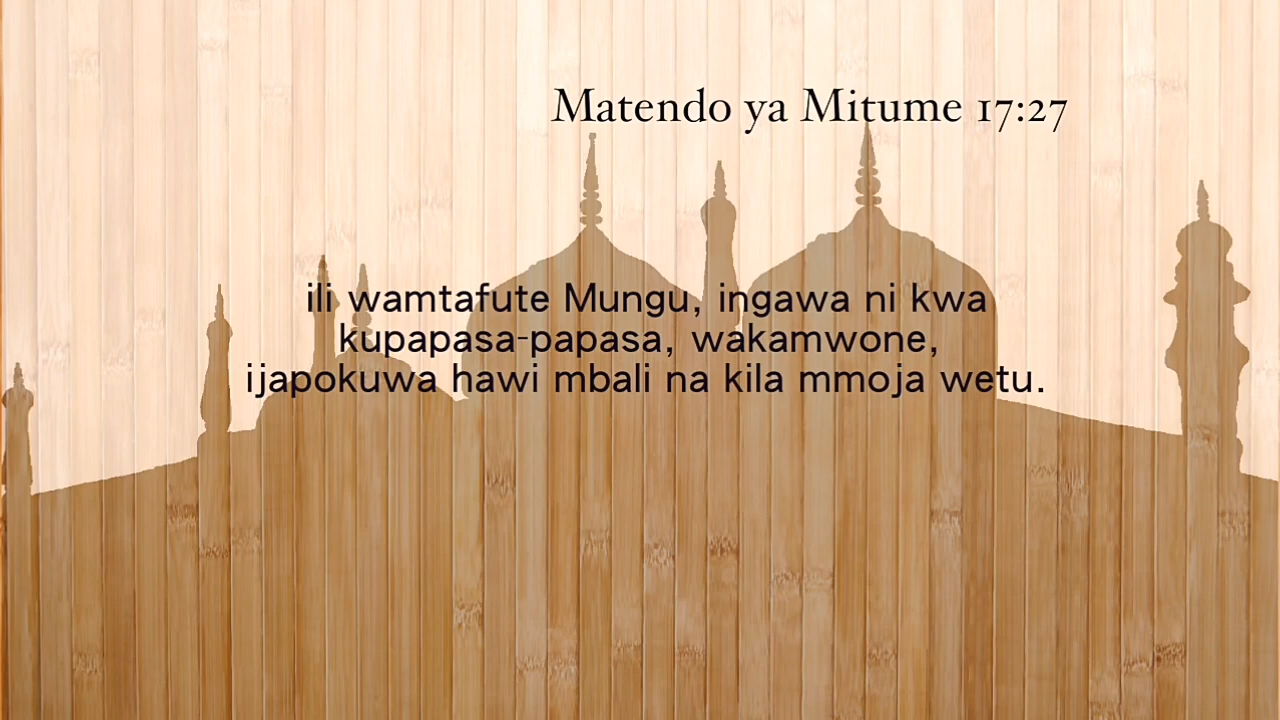 Matendo ya Mitume 17:27
ili wamtafute Mungu, ingawa ni kwa
kupapasa-papasa, wakamwone,
ijapokuwa hawi mbali na kila mmoja wetu.